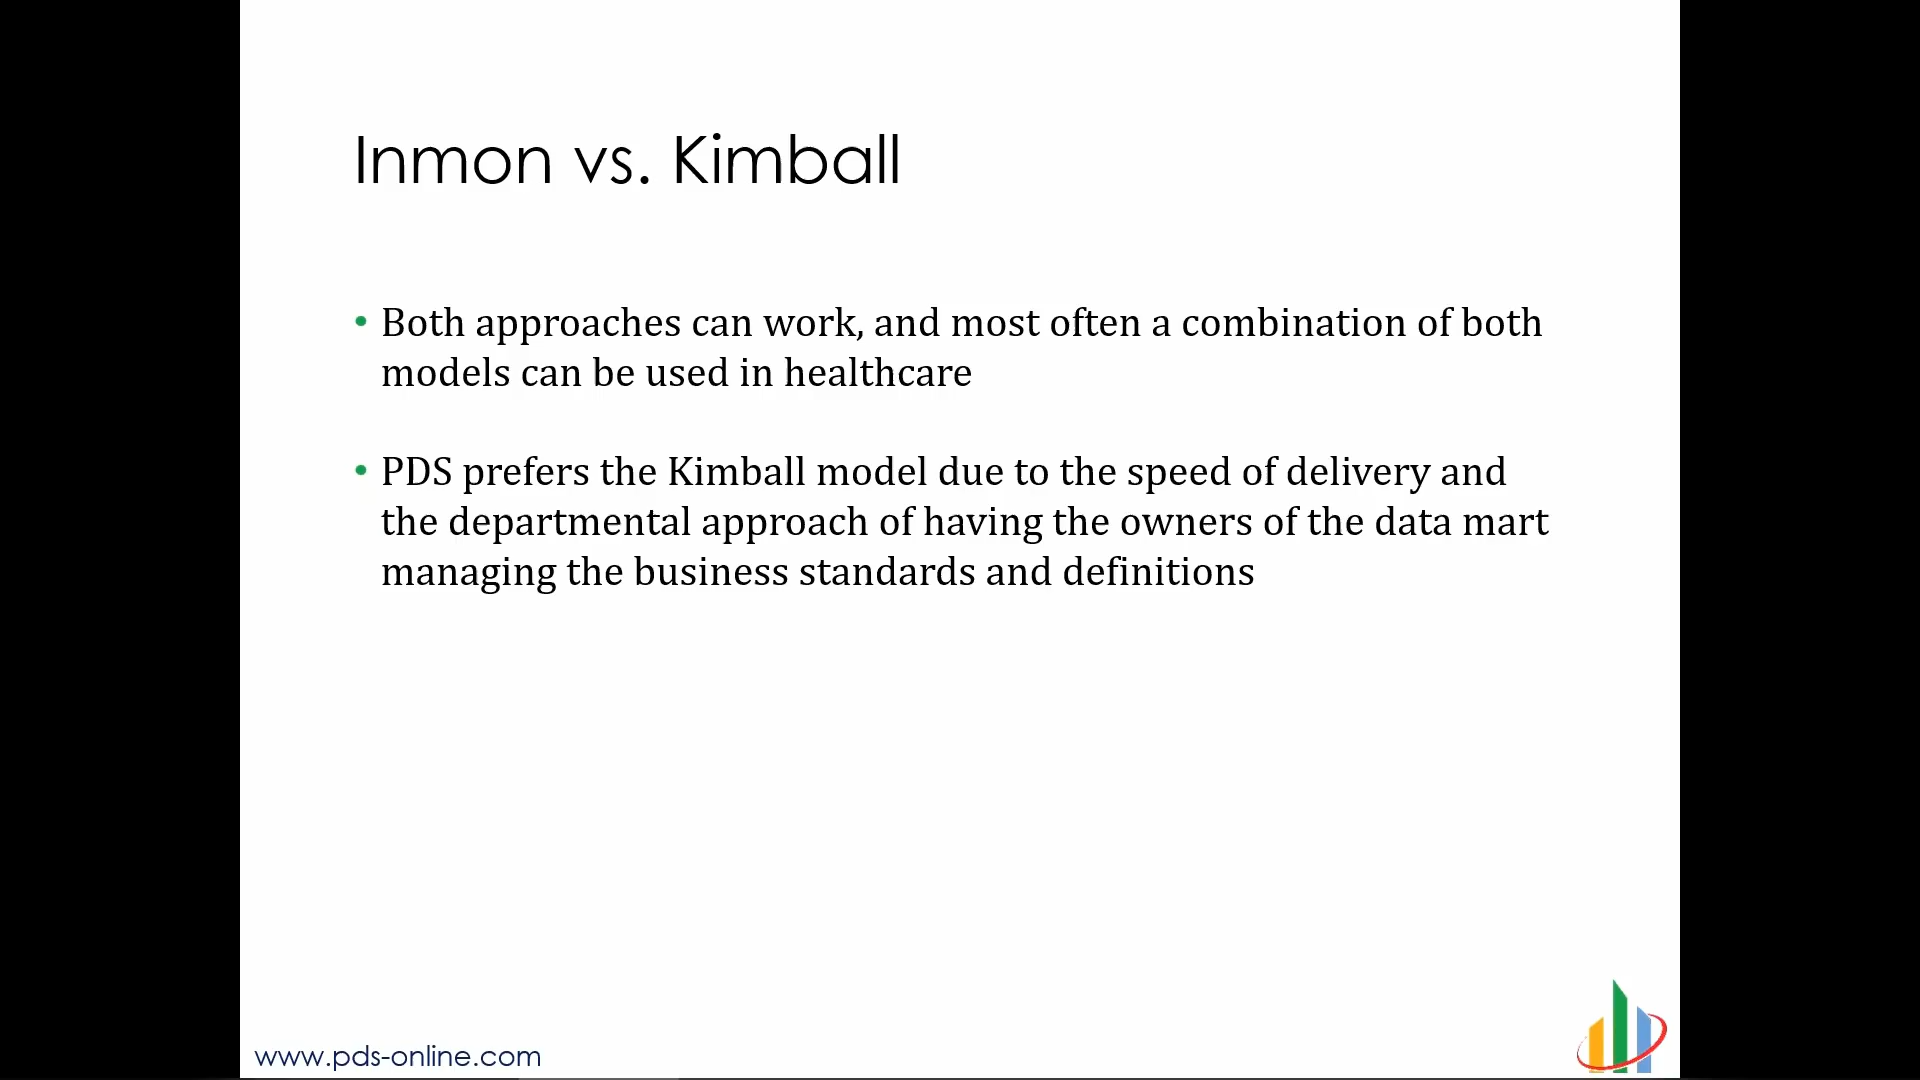 Inmon vs. Kimball
• Both approaches can work, and most often a combination of both
models can be used in healthcare
• PDS prefers the Kimball model due to the speed of delivery and
the departmental approach of having the owners of the data mart
managing the business standards and definitions
www.pds-online.com